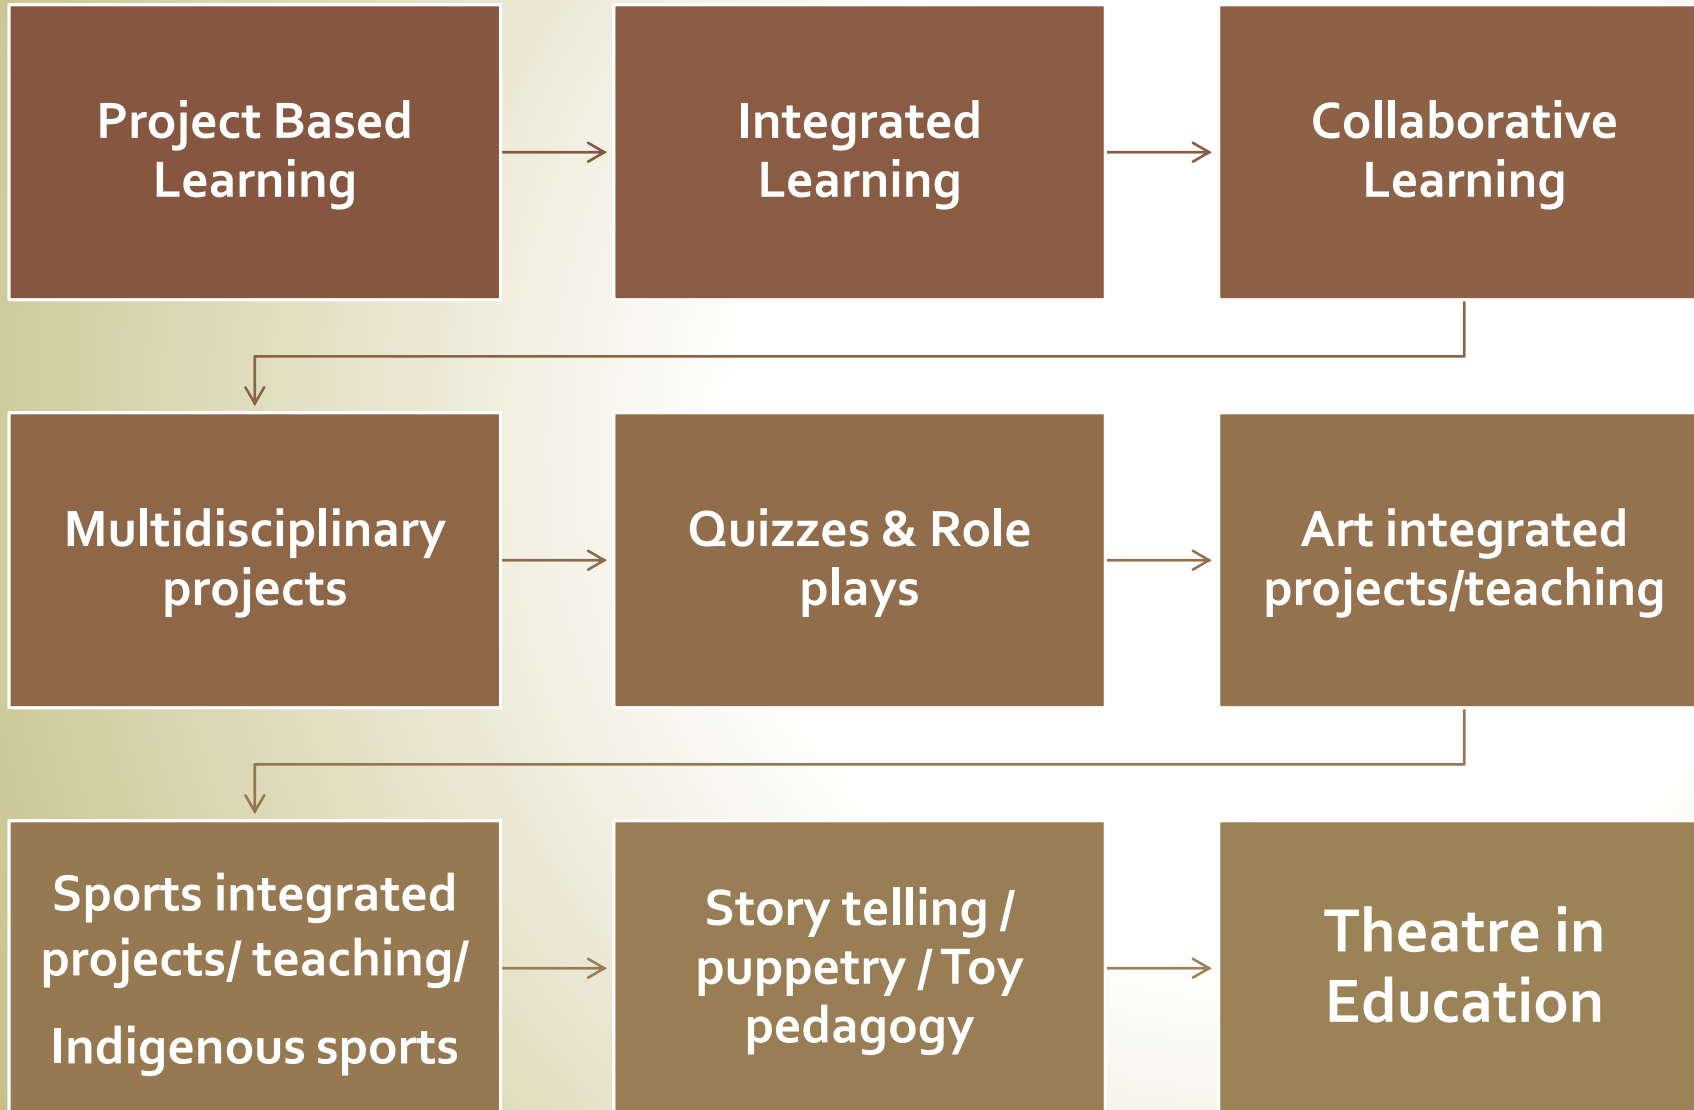 Project Based
Learning
Integrated
Learning
Collaborative
Learning
Multidisciplinary
projects
Quizzes & Role
plays
Art integrated
projects/teaching
Sports integrated
projects/ teaching/
Indigenous sports
Story telling /
puppetry / Toy
pedagogy
Theatre in
Education